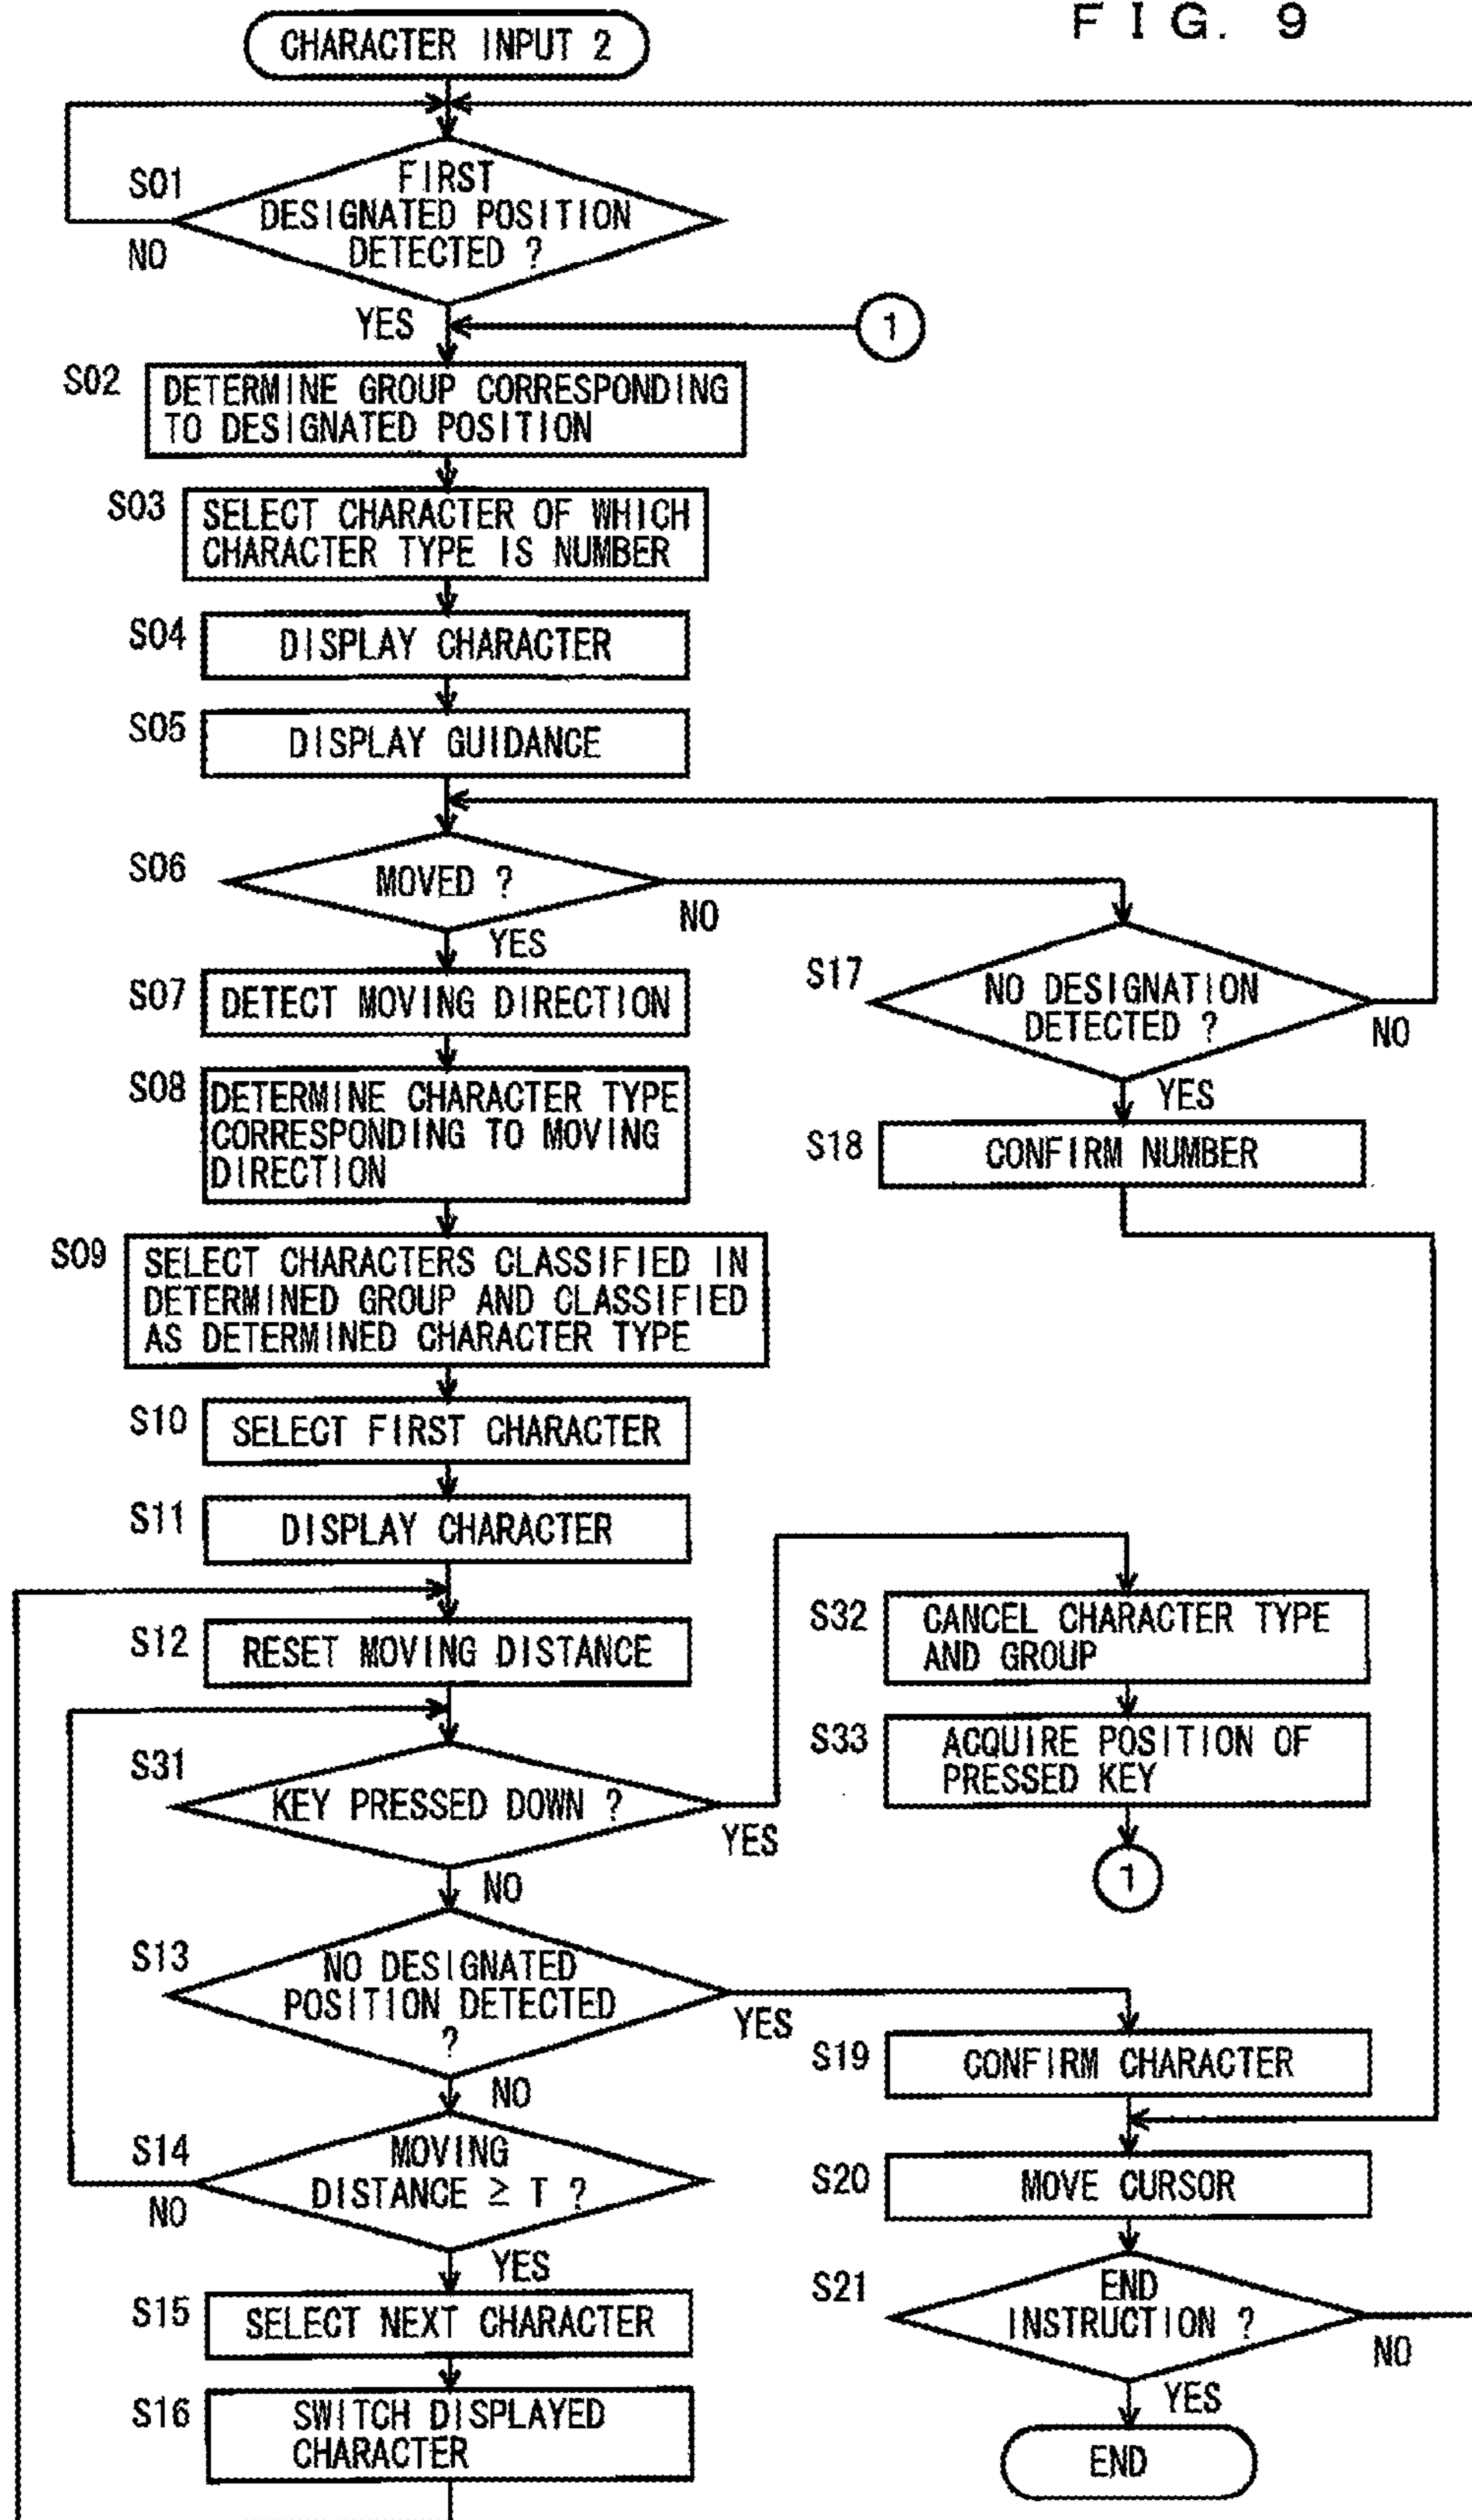 FIG. 9
CHARACTER INPUT 2
S01
FIRST
DESIGNATED POSITION
DETECTED ?
NO
YES
1
S02
DETERMINE GROUP CORRESPONDING
TO DESIGNATED POSITION
S03
SELECT CHARACTER OF WHICH
CHARACTER TYPE IS NUMBER
S04
DISPLAY CHARACTER
S05
DISPLAY GUIDANCE
S06
MOVED ?
NO
YES
S07
DETECT MOVING DIRECTION
S17
NO DESIGNATION
DETECTED ?
NO
YES
S08
DETERMINE CHARACTER TYPE
CORRESPONDING TO MOVING
DIRECTION
S18
CONFIRM NUMBER
S09
SELECT CHARACTERS CLASSIFIED IN
DETERMINED GROUP AND CLASSIFIED
AS DETERMINED CHARACTER TYPE
S10
SELECT FIRST CHARACTER
S11
DISPLAY CHARACTER
S12
RESET MOVING DISTANCE
S31
KEY PRESSED DOWN ?
YES
NO
S32
CANCEL CHARACTER TYPE
AND GROUP
S33
ACQUIRE POSITION OF
PRESSED KEY
1
S13
NO DESIGNATED
POSITION DETECTED
?
YES
NO
S14
MOVING
DISTANCE ≥ T ?
NO
YES
S15
SELECT NEXT CHARACTER
S16
SWITCH DISPLAYED
CHARACTER
S19
CONFIRM CHARACTER
S20
MOVE CURSOR
S21
END
INSTRUCTION ?
NO
YES
END